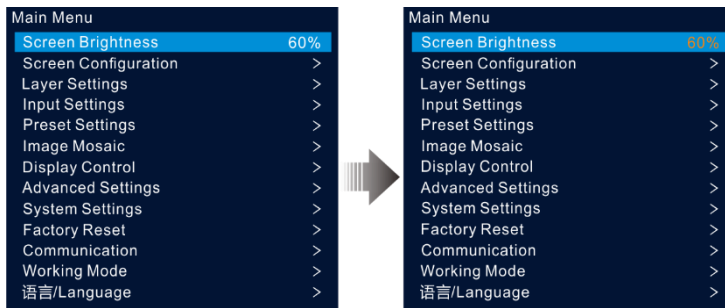 Main Menu
Screen Brightness 60%
Screen Configuration >
Layer Settings >
Input Settings >
Preset Settings >
Image Mosaic >
Display Control >
Advanced Settings >
System Settings >
Factory Reset >
Communication >
Working Mode >
语言/Language >
Main Menu
Screen Brightness 60%
Screen Configuration >
Layer Settings >
Input Settings >
Preset Settings >
Image Mosaic >
Display Control >
Advanced Settings >
System Settings >
Factory Reset >
Communication >
Working Mode >
语言/Language >